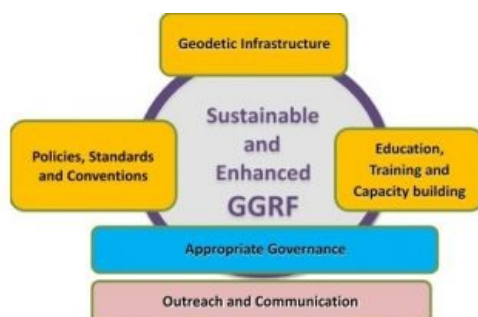 Geodetic Infrastructure
Sustainable
and
Enhanced
GGRF
Policies, Standards
and Conventions
Education,
Training and
Capacity building
Appropriate Governance
Outreach and Communication